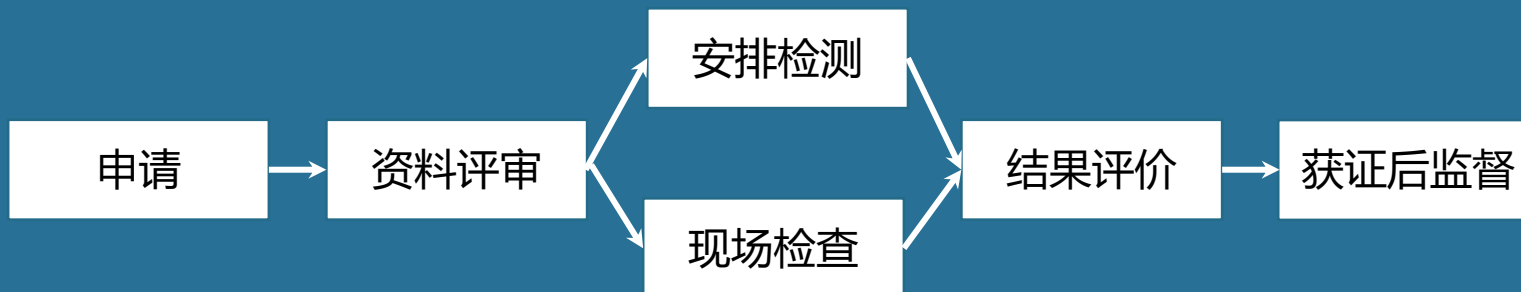 申请
资料评审
安排检测
现场检查
结果评价
获证后监督